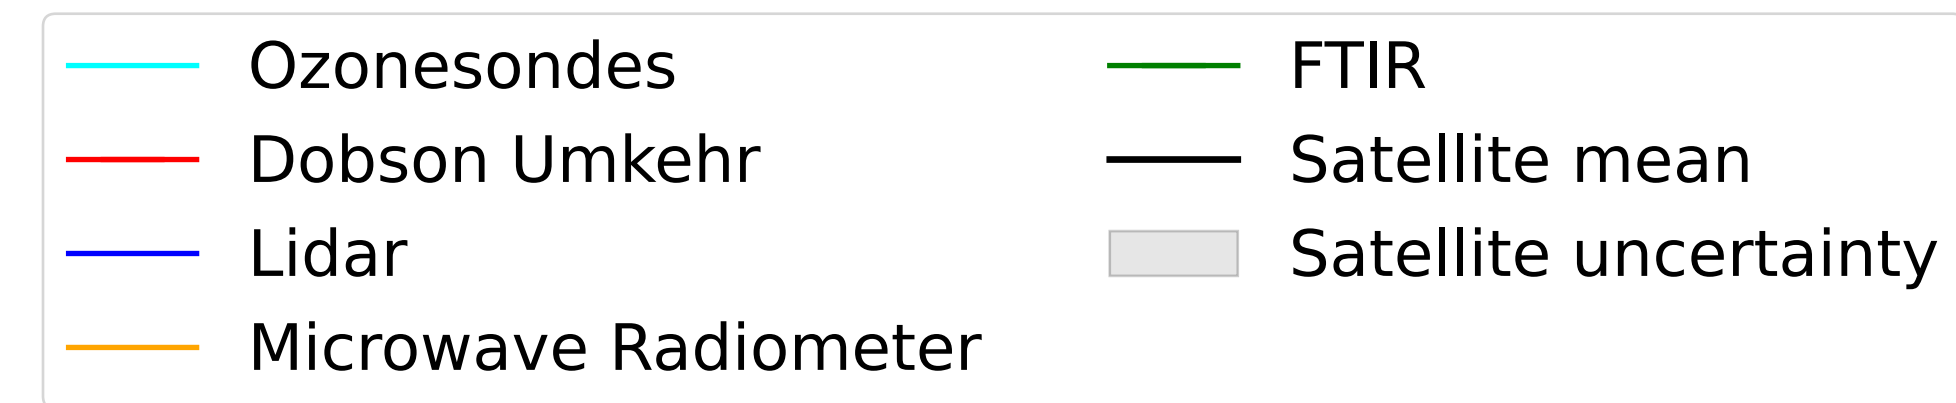 Ozonesondes
Dobson Umkehr
Lidar
Microwave Radiometer
FTIR
Satellite mean
Satellite uncertainty